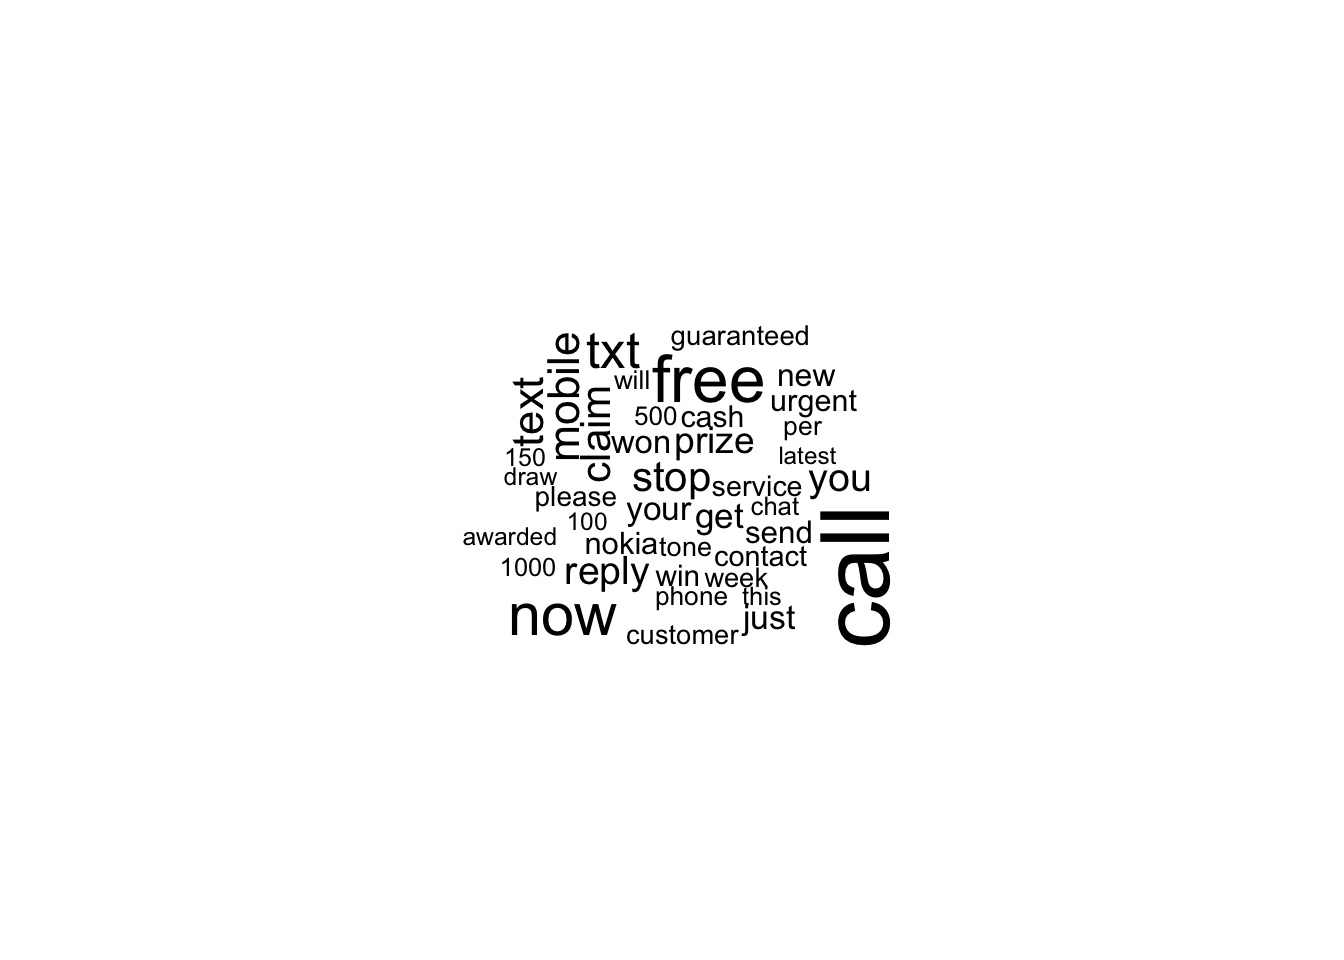 guaranteed
txt
mobile
free
will
new
text
claim
urgent
500
cash
per
won
prize
150
latest
draw
stop
service
you
please
your
get
chat
100
send
awarded
nokia
tone
contact
call
1000
reply
win
week
phone
this
now
just
customer